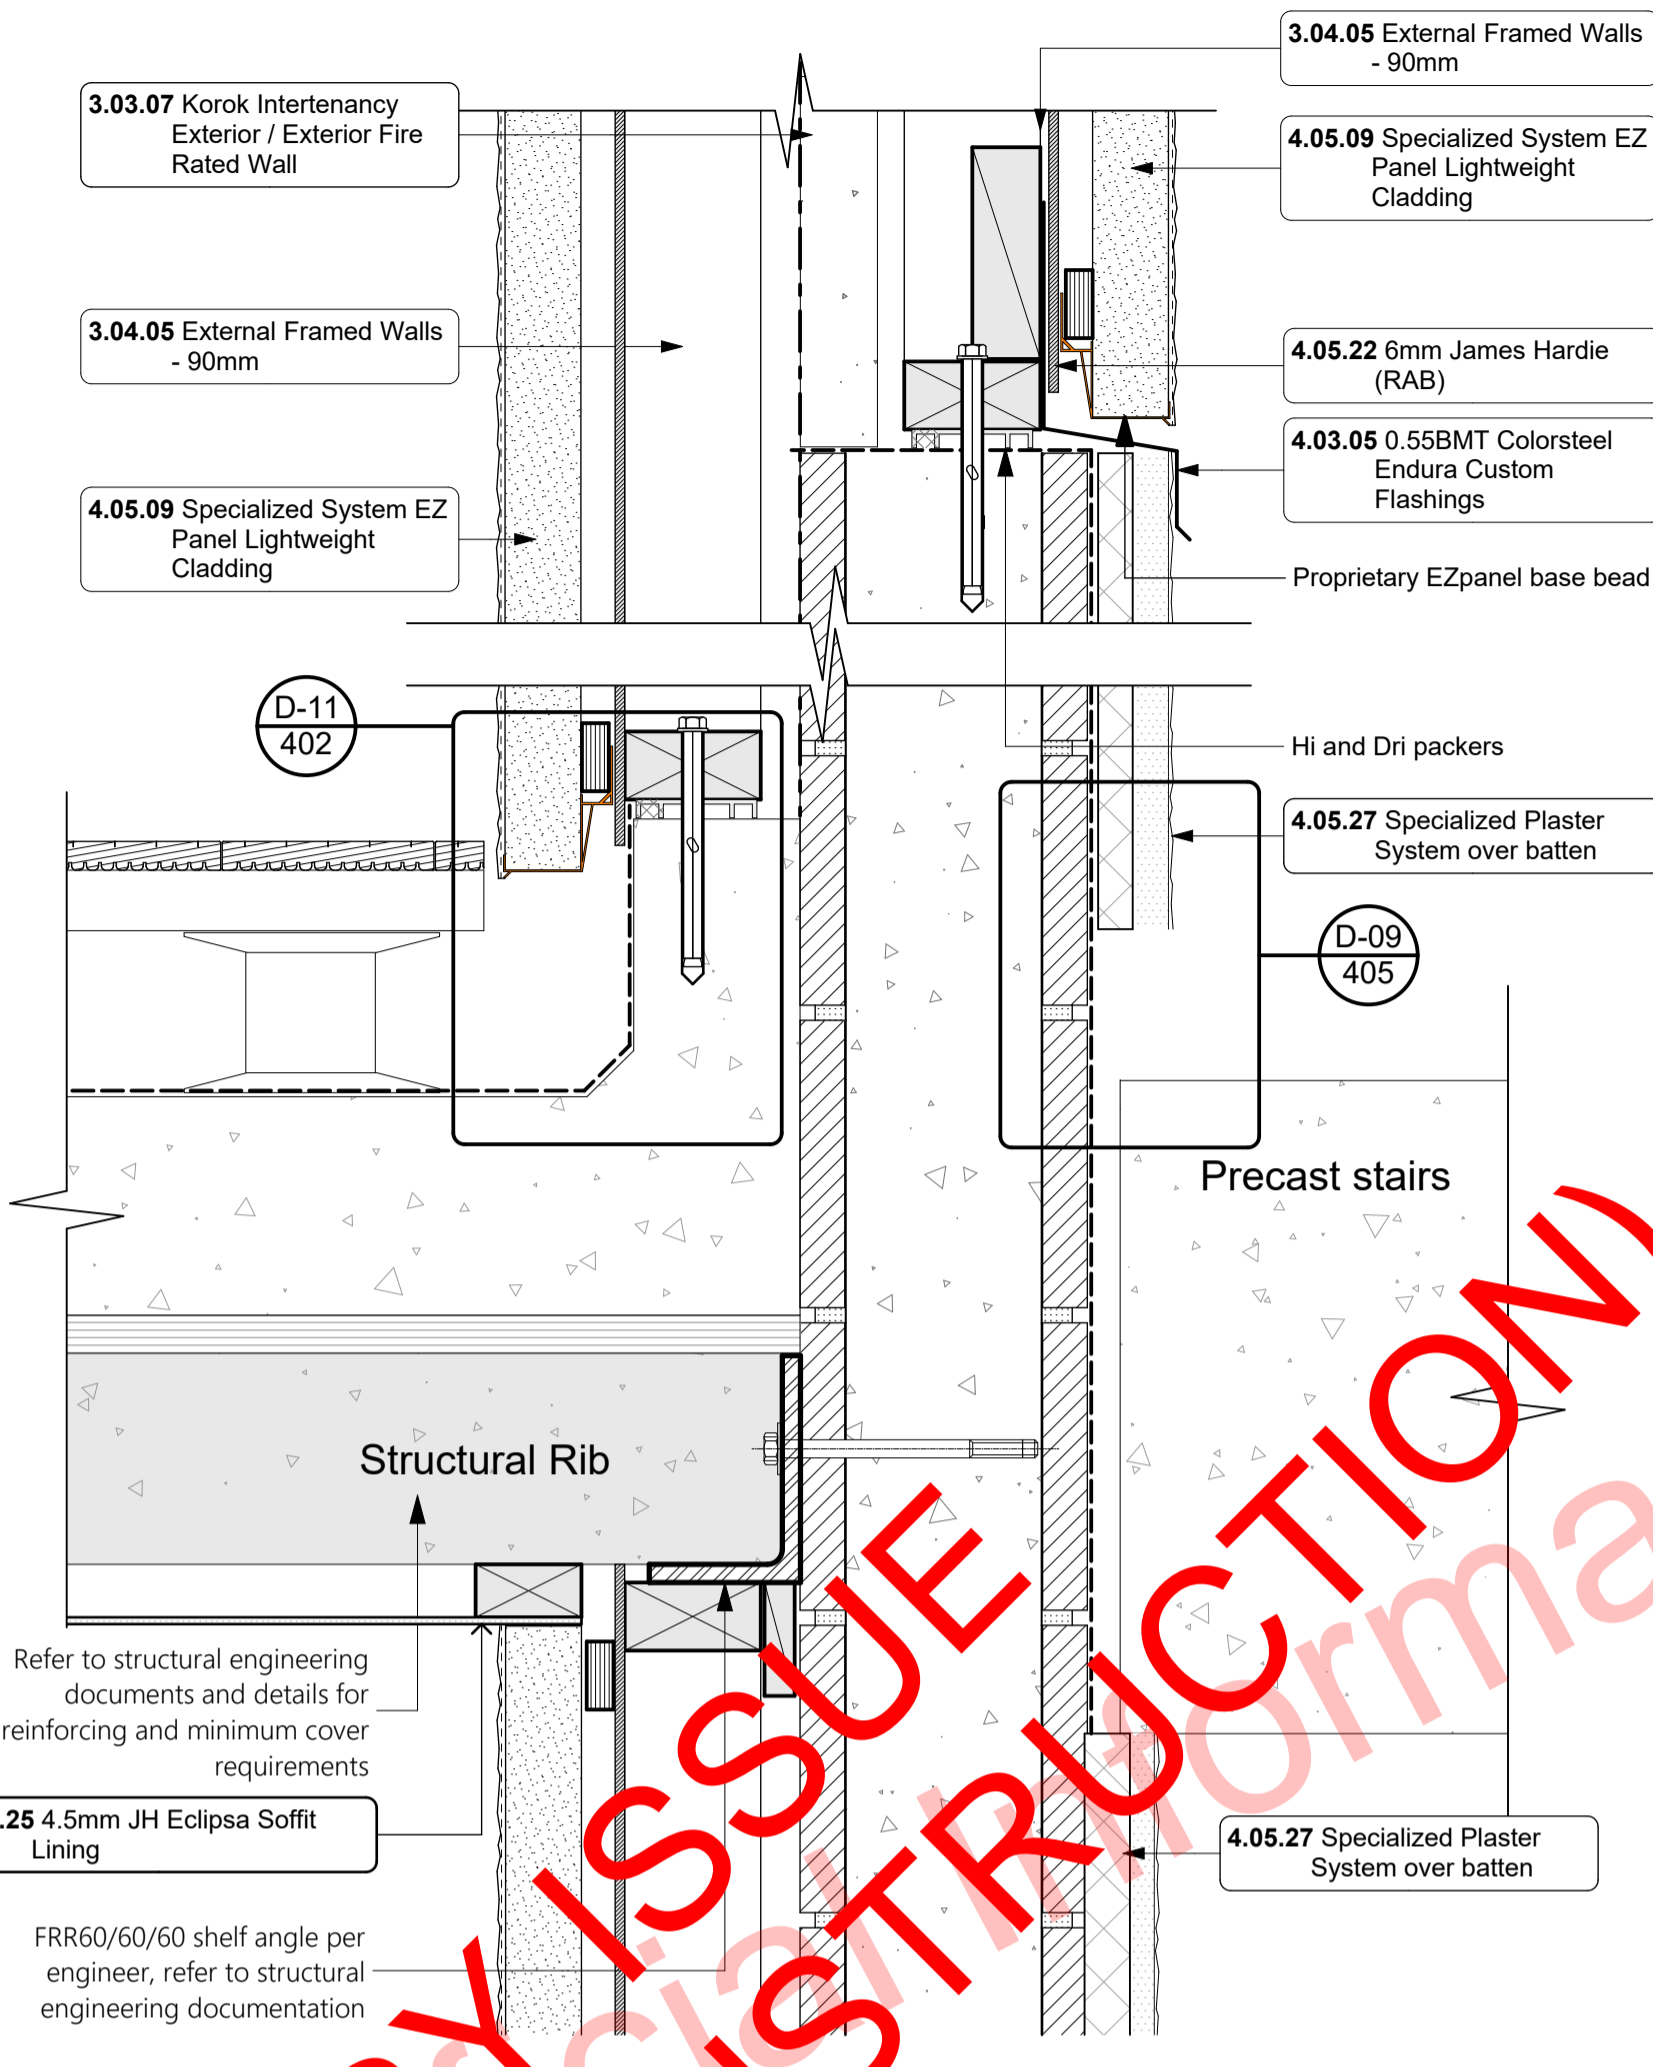 3.04.05 External Framed Walls
- 90mm
3.03.07 Korok Intertenancy
Exterior / Exterior Fire
Rated Wall
4.05.09 Specialized System EZ
Panel Lightweight
Cladding
3.04.05 External Framed Walls
- 90mm
4.05.22 6mm James Hardie
(RAB)
4.03.05 0.55BMT Colorsteel
Endura Custom
Flashings
4.05.09 Specialized System EZ
Panel Lightweight
Cladding
Proprietary EZpanel base bead
D-11
402
Hi and Dri packers
4.05.27 Specialized Plaster
System over batten
D-09
405
Precast stairs
Structural Rib
Refer to structural engineering
documents and details for
reinforcing and minimum cover
requirements
.25 4.5mm JH Eclipsa Soffit
Lining
4.05.27 Specialized Plaster
System over batten
FRR60/60/60 shelf angle per
engineer, refer to structural
engineering documentation
Y ISSUE
STRUCTION)
cial Informa